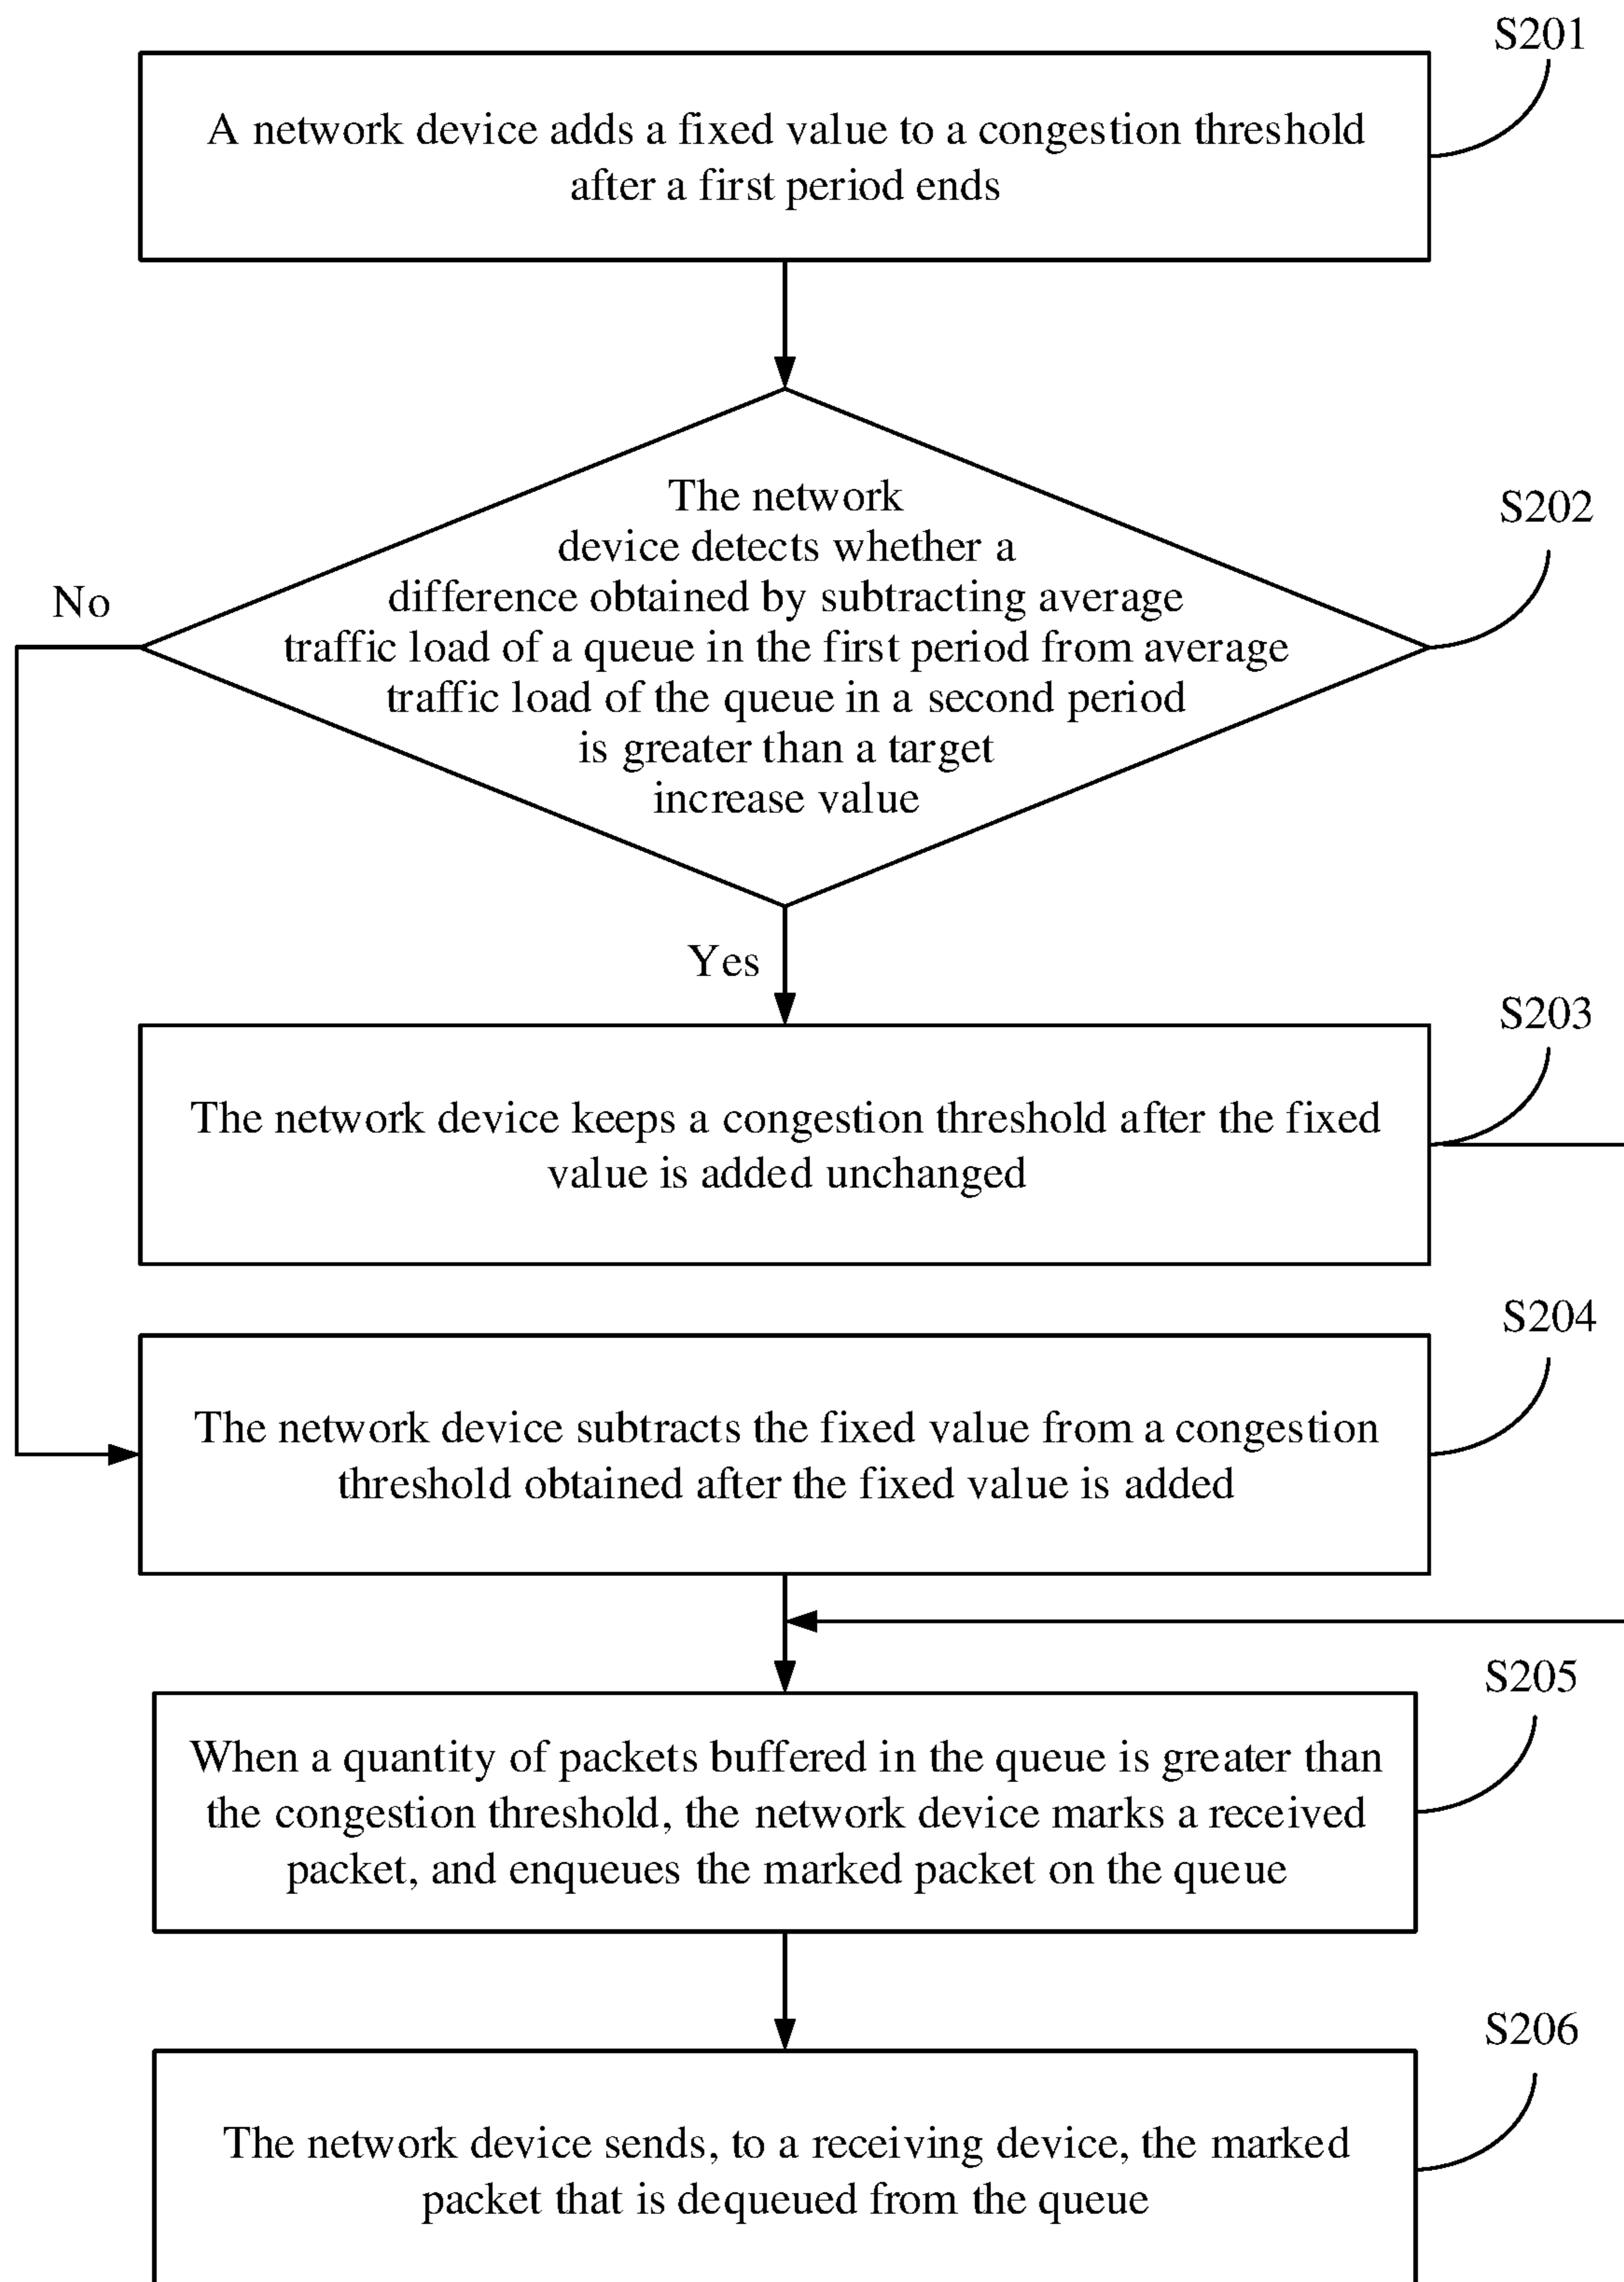 S201
A network device adds a fixed value to a congestion threshold
after a first period ends
S202
The network
device detects whether a
difference obtained by subtracting average
traffic load of a queue in the first period from average
traffic load of the queue in a second period
is greater than a target
increase value
No
Yes
S203
The network device keeps a congestion threshold after the fixed
value is added unchanged
S204
The network device subtracts the fixed value from a congestion
threshold obtained after the fixed value is added
S205
When a quantity of packets buffered in the queue is greater than
the congestion threshold, the network device marks a received
packet, and enqueues the marked packet on the queue
S206
The network device sends, to a receiving device, the marked
packet that is dequeued from the queue